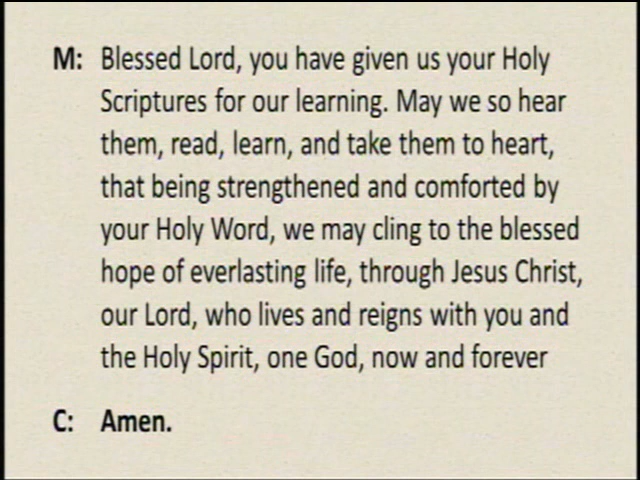 M: Blessed Lord, you have given us your Holy
Scriptures for our learning. May we so hear
them, read, learn, and take them to heart,
that being strengthened and comforted by
your Holy Word, we may cling to the blessed
hope of everlasting life, through Jesus Christ,
our Lord, who lives and reigns with you and
the Holy Spirit, one God, now and forever
C: Amen.